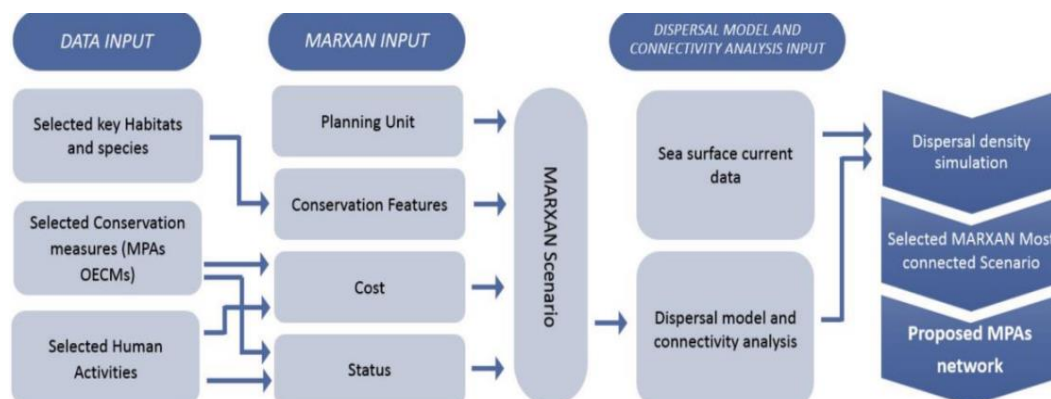 DATA INPUT
MARXAN INPUT
DISPERSAL MODEL AND
CONNECTIVITY ANALYSIS INPUT
Selected key Habitats
and species
Selected Conservation
measures (MPAs
OECMs)
Selected Human
Activities
Planning Unit
Conservation Features
Cost
Status
MARXAN Scenario
Sea surface current
data
Dispersal model and
connectivity analysis
Dispersal density
simulation
Selected MARXAN Most
connected Scenario
Proposed MPAs
network